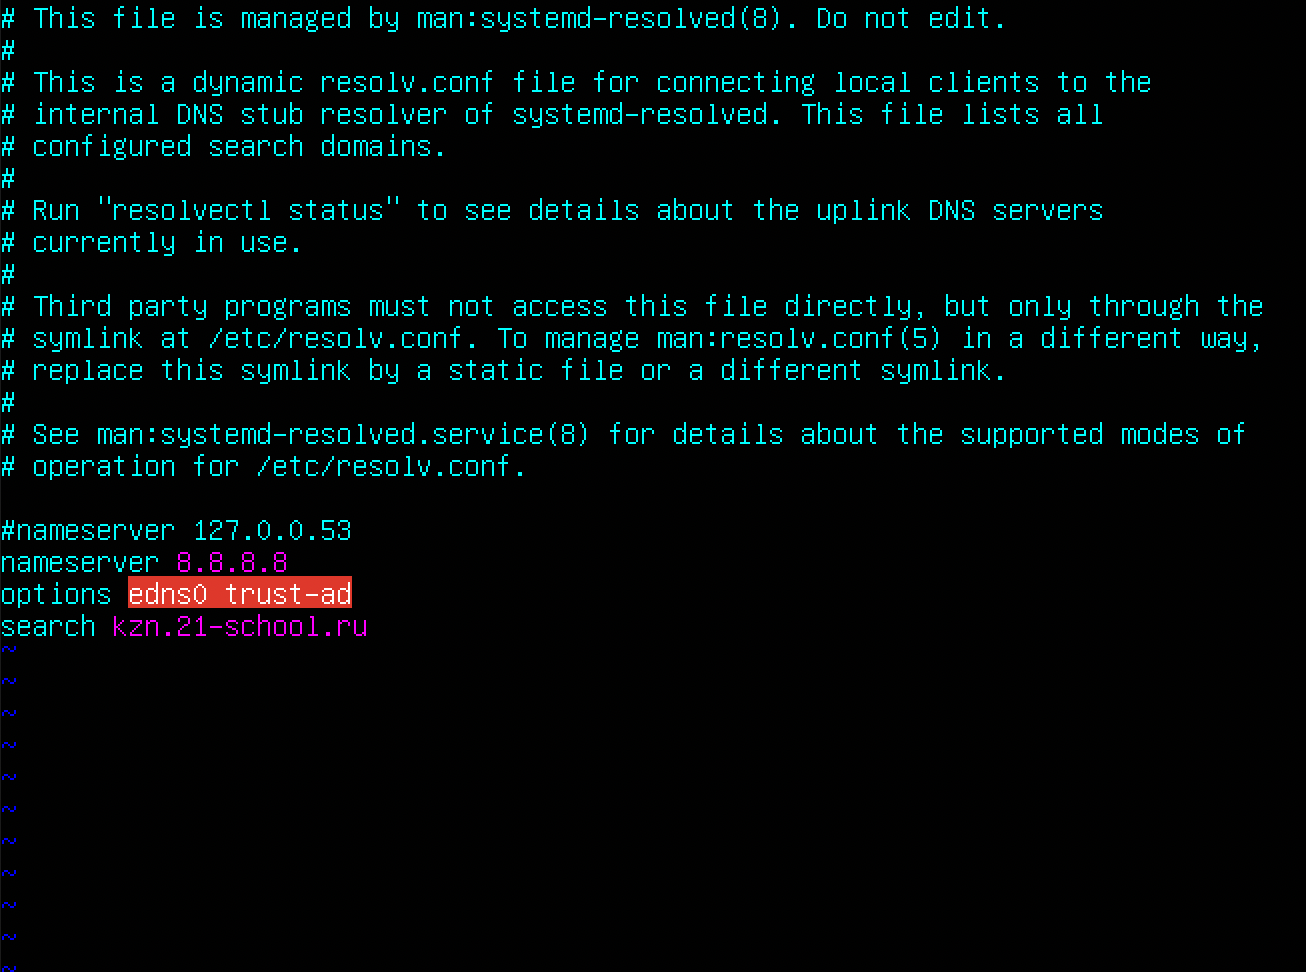 # This file is managed by man:systemd-resolved(8). Do not edit.
#
# This is a dynamic resolv.conf file for connecting local clients to the
# internal DNS stub resolver of systemd-resolved. This file lists all
# configured search domains.
#
# Run "resolvectl status" to see details about the uplink DNS servers
# currently in use.
#
# Third party programs must not access this file directly, but only through the
# symlink at /etc/resolv.conf. To manage man:resolv.conf(5) in a different way,
# replace this symlink by a static file or a different symlink.
#
# See man:systemd-resolved.service(8) for details about the supported modes of
# operation for /etc/resolv.conf.

#nameserver 127.0.0.53
nameserver 8.8.8.8
options edns0 trust-ad
search kzn.21-school.ru
~
~
~
~
~
~
~
~
~
~
~